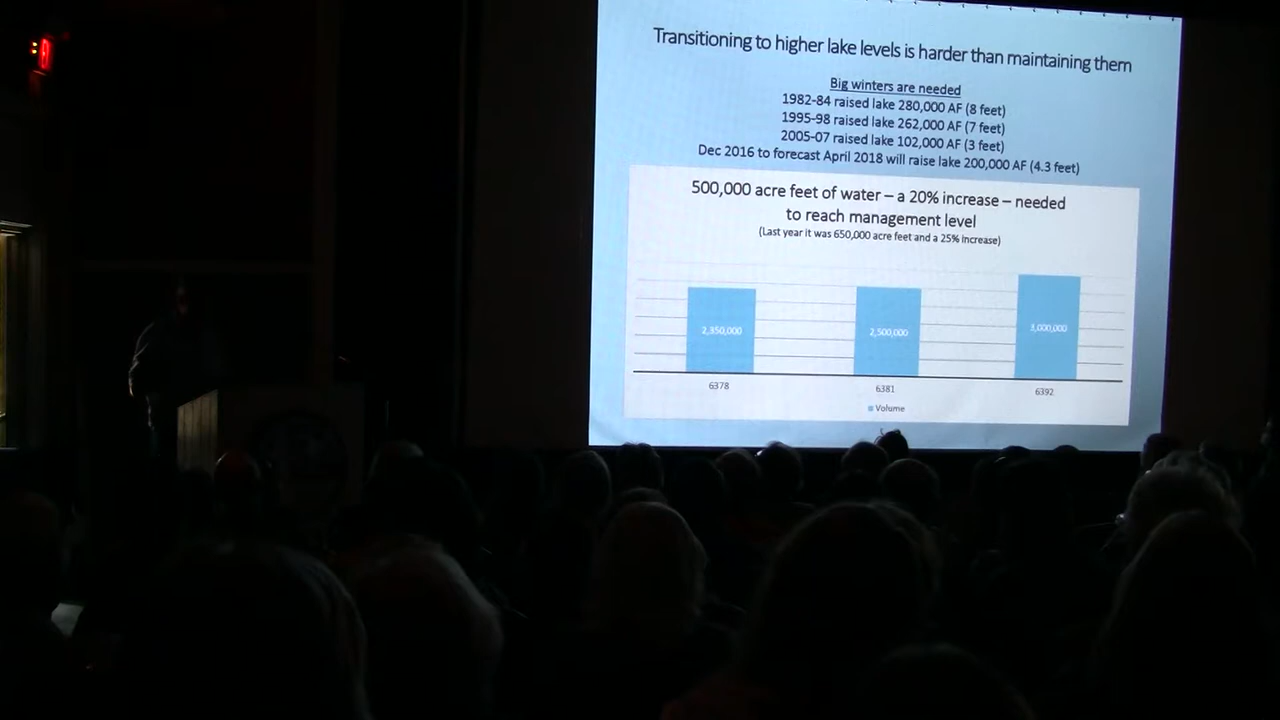 Transitioning to higher lake levels is harder than maintaining them
Big winters are needed
1982-84 raised lake 280,000 AF (8 feet)
1995-98 raised lake 262,000 AF (7 feet)
2005-07 raised lake 102,000 AF (3 feet)
Dec 2016 to forecast April 2018 will raise lake 200,000 AF (4.3 feet)
500,000 acre feet of water – a 20% increase – needed
to reach management level
(Last year it was 650,000 acre feet and a 25% increase)
2,350,000 2,500,000 3,000,000
6378 6381 6392
Volume